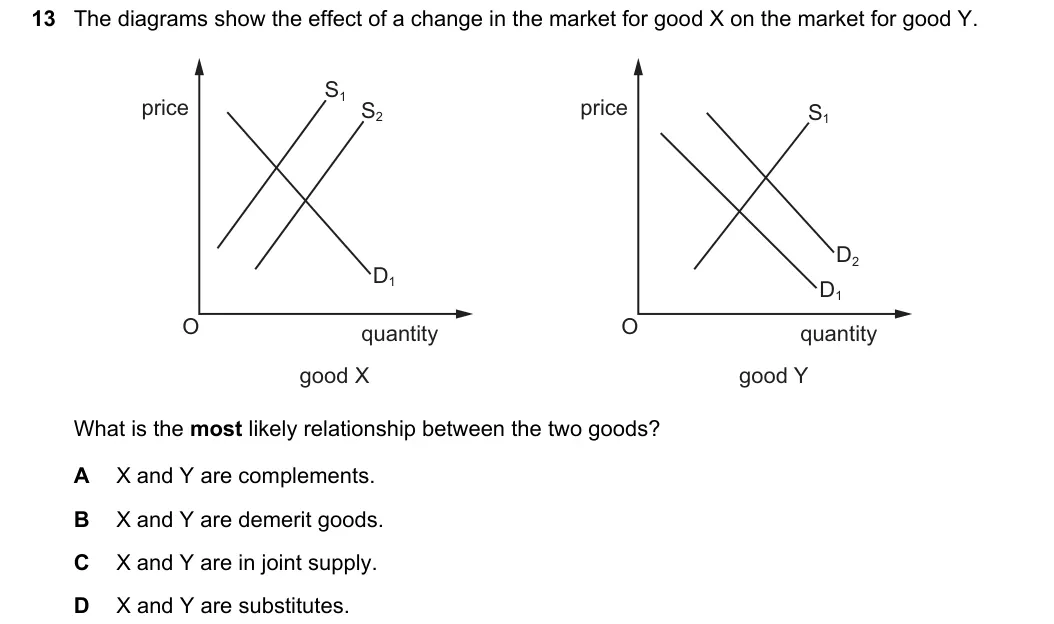 13 The diagrams show the effect of a change in the market for good X on the market for good Y.
price
S1
S2
D1
O
quantity
good X
price
S1
D2
D1
O
quantity
good Y
What is the most likely relationship between the two goods?
A X and Y are complements.
B X and Y are demerit goods.
C X and Y are in joint supply.
D X and Y are substitutes.